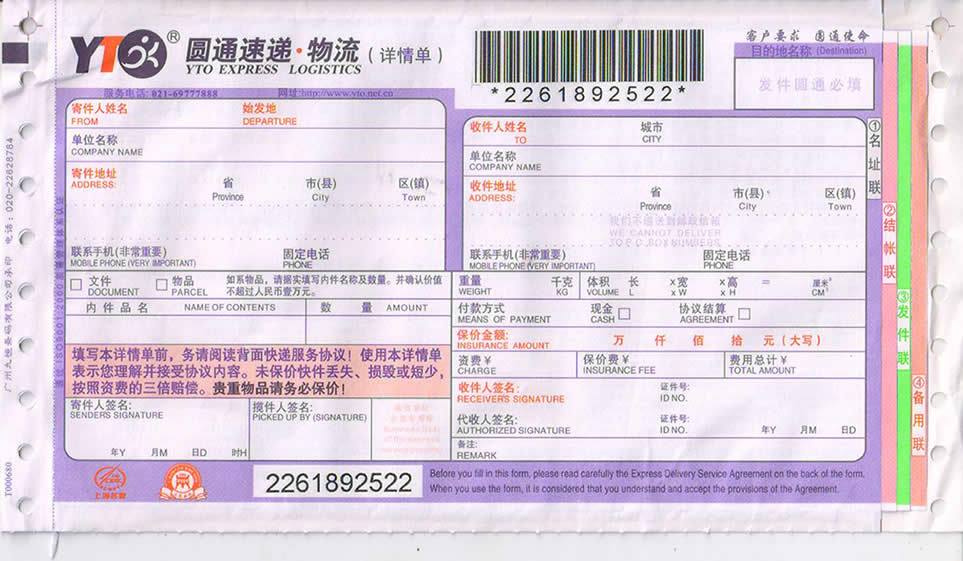 YTO ® 圆通速递·物流（详情单）
YTO EXPRESS LOGISTICS
服务电话: 021-69777888 网址:http://www.yto.net.cn
*2261892522*
客户要求 圆通使命
目的地名称 (Destination)
发件圆通必填
寄件人姓名 始发地
FROM DEPARTURE
单位名称
COMPANY NAME
寄件地址
ADDRESS:
省 市(县) 区(镇)
Province City Town
联系手机(非常重要) 固定电话
MOBILE PHONE (VERY IMPORTANT) PHONE
收件人姓名 城市
TO CITY
单位名称
COMPANY NAME
收件地址
ADDRESS:
省 市(县) 区(镇)
Province City Town
我们不递送到邮政信箱
WE CANNOT DELIVER
TO P.O. BOX NUMBERS
联系手机(非常重要) 固定电话
MOBILE PHONE (VERY IMPORTANT) PHONE
文件 物品 如系物品，请据实填写内件名称及数量。并确认价值
DOCUMENT PARCEL 不超过人民币壹万元。
内 件 品 名 NAME OF CONTENTS 数 量 AMOUNT
填写本详情单前，务请阅读背面快递服务协议！使用本详情单
表示您理解并接受协议内容。未保价快件丢失、损毁或短少，
按照资费的三倍赔偿。贵重物品请务必保价!
寄件人签名:
SENDER'S SIGNATURE
年Y 月M 日D 时H
揽件人签名:
PICKED UP BY (SIGNATURE)
重量 千克 体积 长 x宽 x高 = 厘米³
WEIGHT KG VOLUME L x W x H CM³
付款方式 现金 协议结算
MEANS OF PAYMENT CASH AGREEMENT
保价金额: 万 仟 佰 拾 元（大写）
INSURANCE AMOUNT
资费¥ 保价费¥ 费用总计¥
CHARGE INSURANCE FEE TOTAL AMOUNT
收件人签名: 证件号:
RECEIVER'S SIGNATURE ID NO.
代收人签名: 证件号:
AUTHORIZED SIGNATURE ID NO. 年Y 月M 日D
备注:
REMARK
2261892522
Before you fill in this form, please read carefully the Express Delivery Service Agreement on the back of the form.
When you use the form, it is considered that you understand and accept the provisions of the Agreement.
①名址联
②结帐联
③发件联
④备用联
电话: 020-22828784
T000680